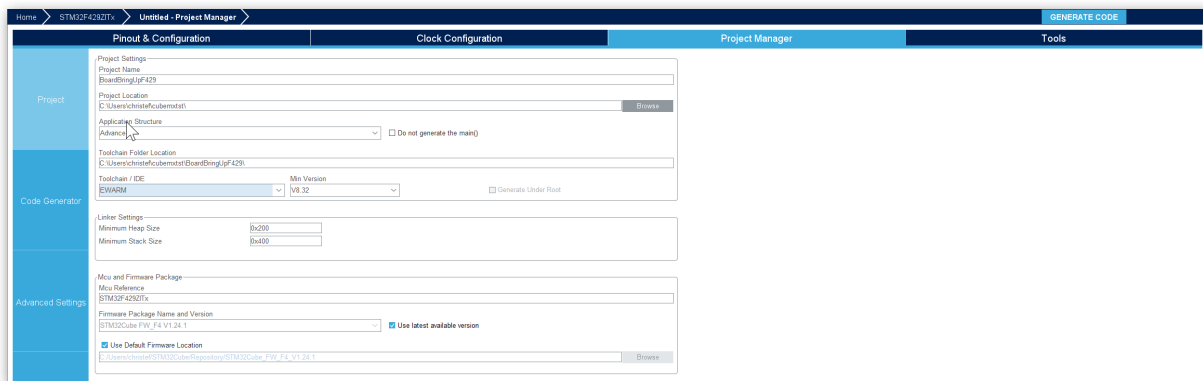 Home
STM32F429ZITx
Untitled - Project Manager
GENERATE CODE
Pinout & Configuration
Clock Configuration
Project Manager
Tools
Project
Code Generator
Advanced Settings
Project Settings
Project Name
BoardBringUpF429
Project Location
C:\Users\christef\cubemxtst\
Browse
Application Structure
Advance
Do not generate the main()
Toolchain Folder Location
C:\Users\christef\cubemxtst\BoardBringUpF429\
Toolchain / IDE
Min Version
EWARM
V8.32
Generate Under Root
Linker Settings
Minimum Heap Size
0x200
Minimum Stack Size
0x400
Mcu and Firmware Package
Mcu Reference
STM32F429ZITx
Firmware Package Name and Version
STM32Cube FW_F4 V1.24.1
Use latest available version
Use Default Firmware Location
C:/Users/christef/STM32Cube/Repository/STM32Cube_FW_F4_V1.24.1
Browse